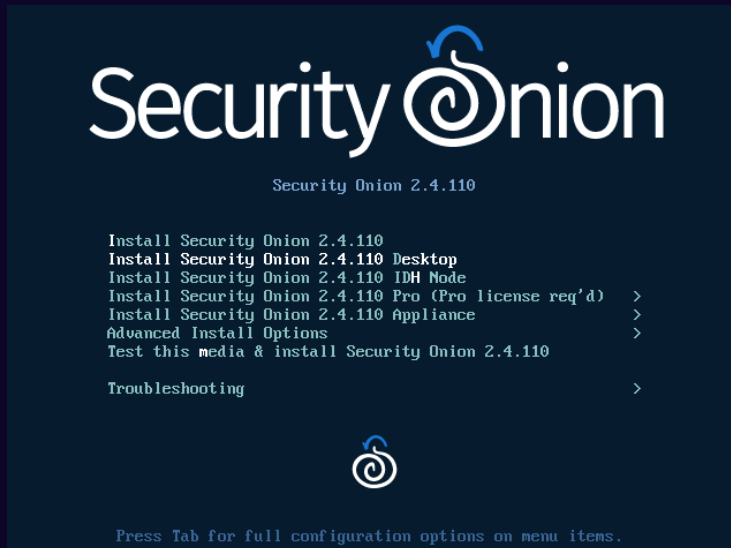 Security Onion
Security Onion 2.4.110
Install Security Onion 2.4.110
Install Security Onion 2.4.110 Desktop
Install Security Onion 2.4.110 IDH Node
Install Security Onion 2.4.110 Pro (Pro license req'd) >
Install Security Onion 2.4.110 Appliance >
Advanced Install Options >
Test this media & install Security Onion 2.4.110
Troubleshooting >
Press Tab for full configuration options on menu items.